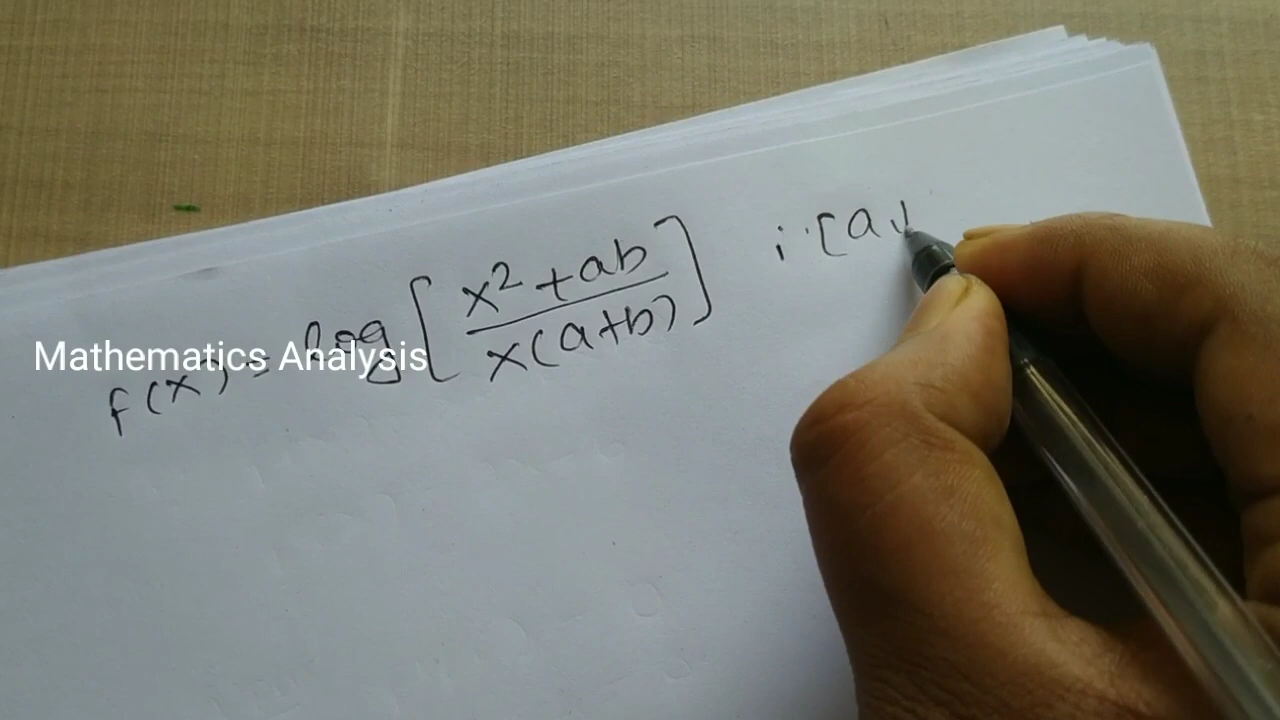 Mathematics Analysis
f(x) = log[(x²+ab)/(x(a+b))] i [a,